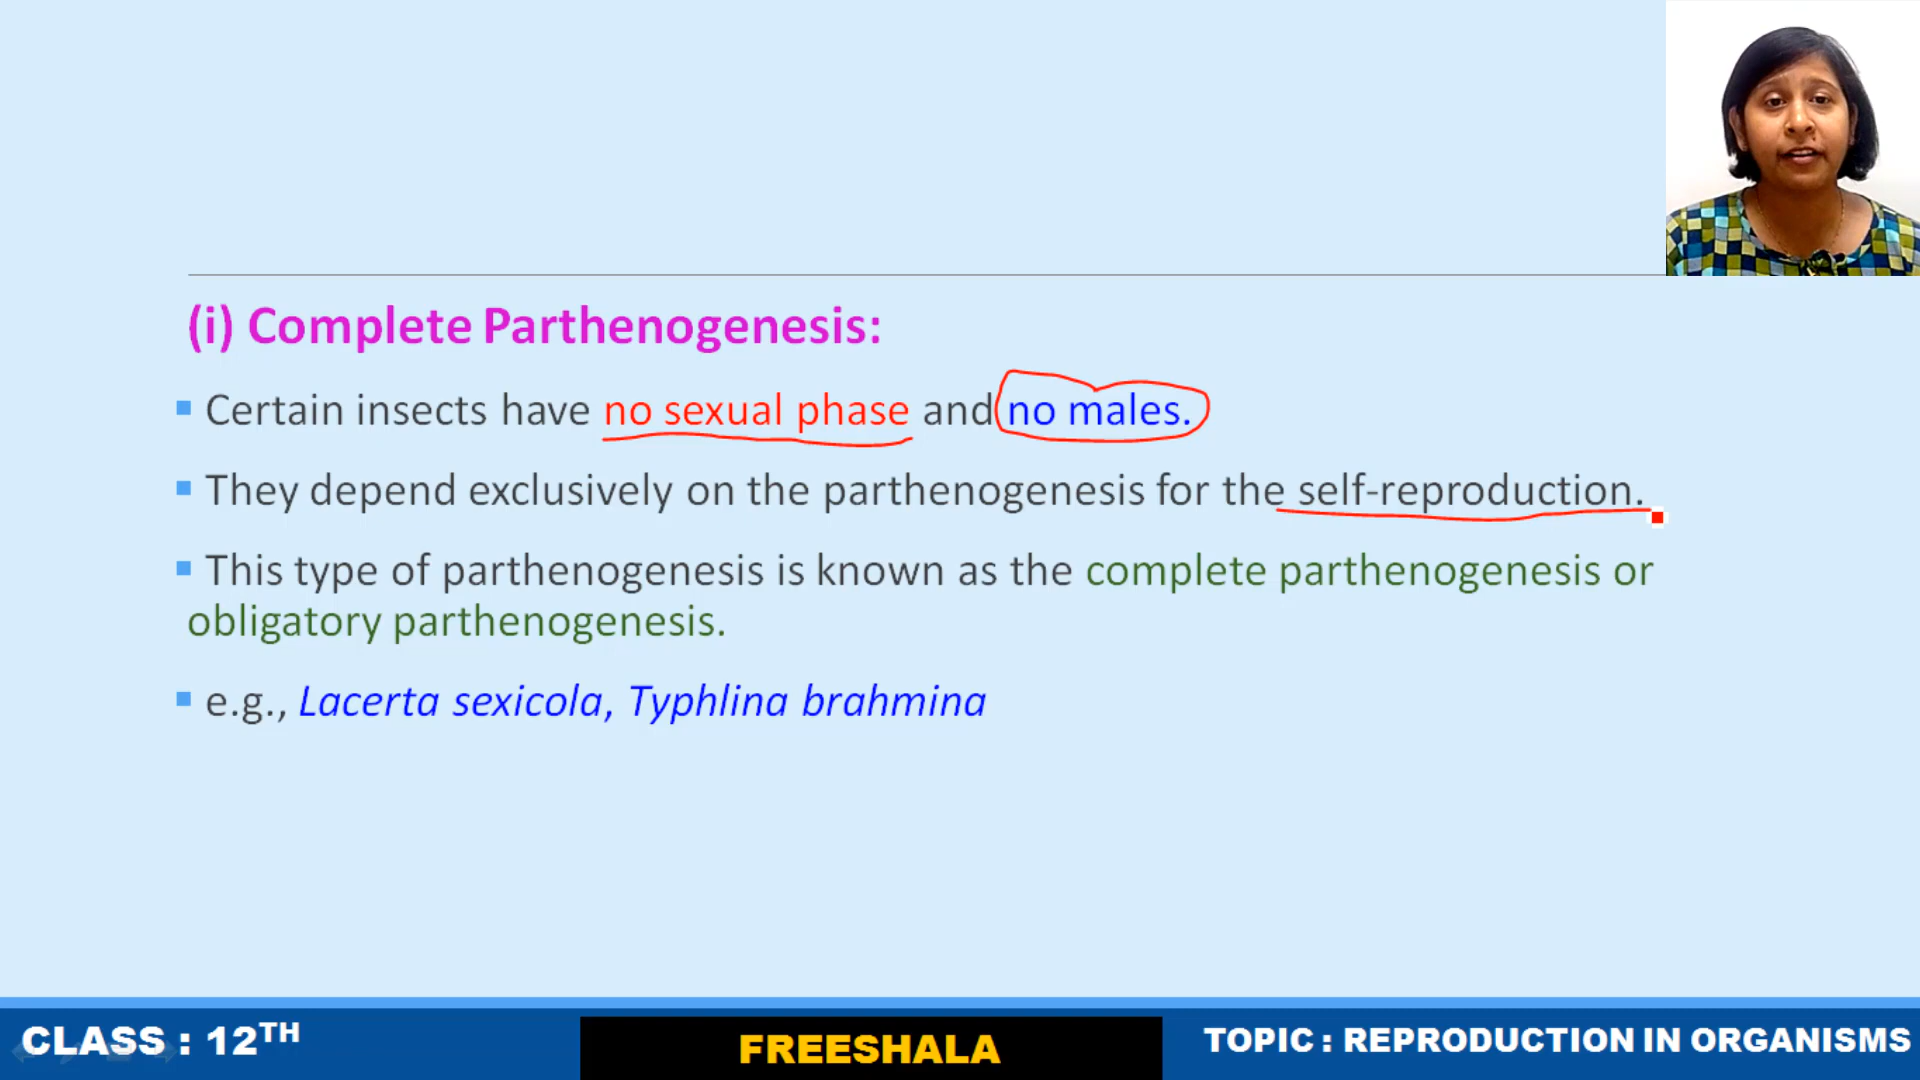 (i) Complete Parthenogenesis:
Certain insects have no sexual phase and no males.
They depend exclusively on the parthenogenesis for the self-reproduction.
This type of parthenogenesis is known as the complete parthenogenesis or
obligatory parthenogenesis.
e.g., Lacerta sexicola, Typhlina brahmina
CLASS : 12TH
FREESHALA
TOPIC : REPRODUCTION IN ORGANISMS